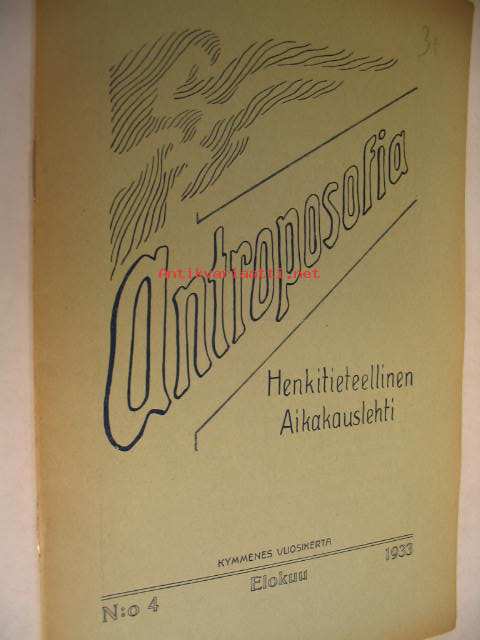 3:
Antroposofia
Antikvariaatti.net
Henkitieteellinen
Aikakauslehti
KYMMENES VUOSIKERTA
N:o 4 Elokuu 1933